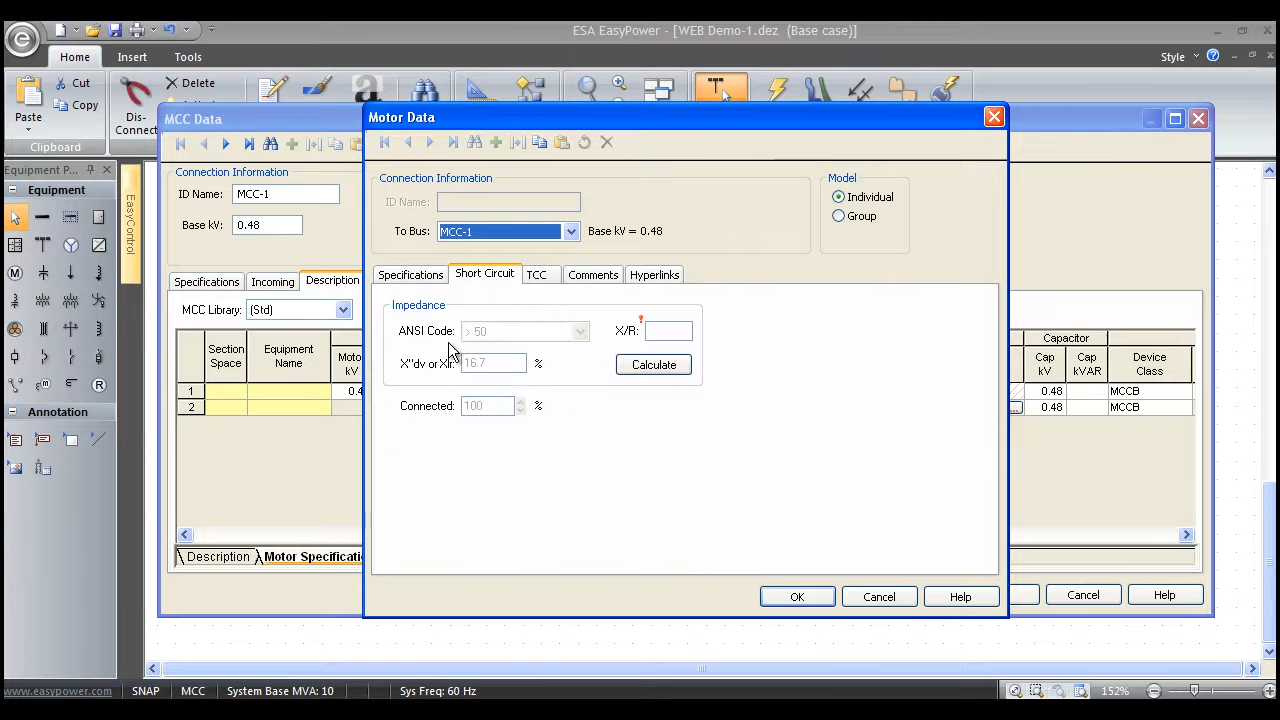 ESA EasyPower - [WEB Demo-1.dez (Base case)]
Home Insert Tools Style
Paste Cut Copy Dis-Connect Delete
Clipboard
Equipment P...
Equipment
Annotation
EasyControl
MCC Data
Connection Information
ID Name: MCC-1
Base kV: 0.48
Specifications Incoming Description
MCC Library: (Std)
Section Space Equipment Name Motor kV
1 0.4
2
Description Motor Specificatio
Motor Data
Connection Information
ID Name:
To Bus: MCC-1 Base kV = 0.48
Model
Individual
Group
Specifications Short Circuit TCC Comments Hyperlinks
Impedance
ANSI Code: > 50 X/R:
X"dv or Xlr: 16.7 % Calculate
Connected: 100 %
OK Cancel Help
Capacitor
Cap kV Cap kVAR Device Class
0.48 MCCB
... 0.48 MCCB
Cancel Help
www.easypower.com SNAP MCC System Base MVA: 10 Sys Freq: 60 Hz 152%